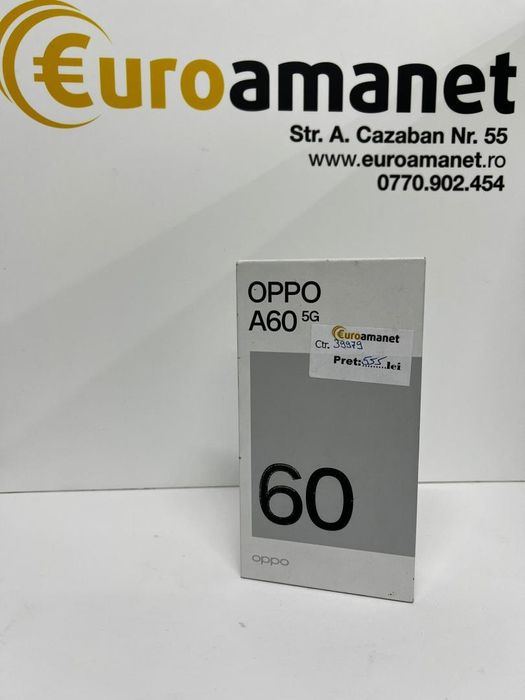 €uroamanet
Str. A. Cazaban Nr. 55
www.euroamanet.ro
0770.902.454
OPPO
A60 5G
€uroamanet
Ctr. 39979
Pret:.555...lei
60
oppo